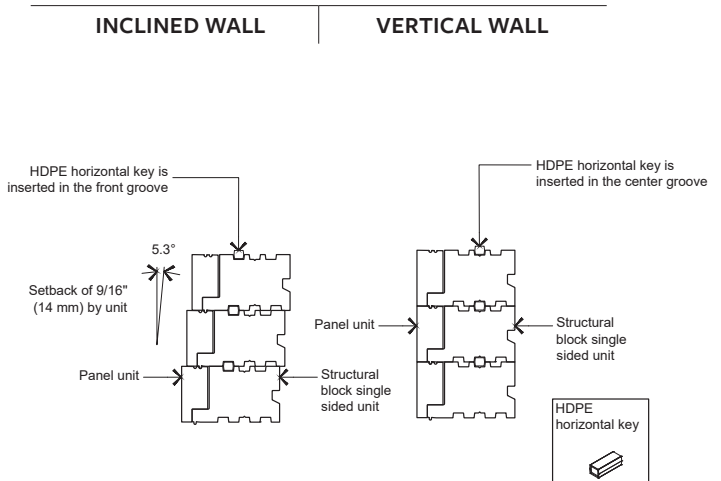 INCLINED WALL
VERTICAL WALL
HDPE horizontal key is
inserted in the front groove
5.3°
Setback of 9/16"
(14 mm) by unit
Panel unit
Structural
block single
sided unit
HDPE horizontal key is
inserted in the center groove
Panel unit
Structural
block single
sided unit
HDPE
horizontal key